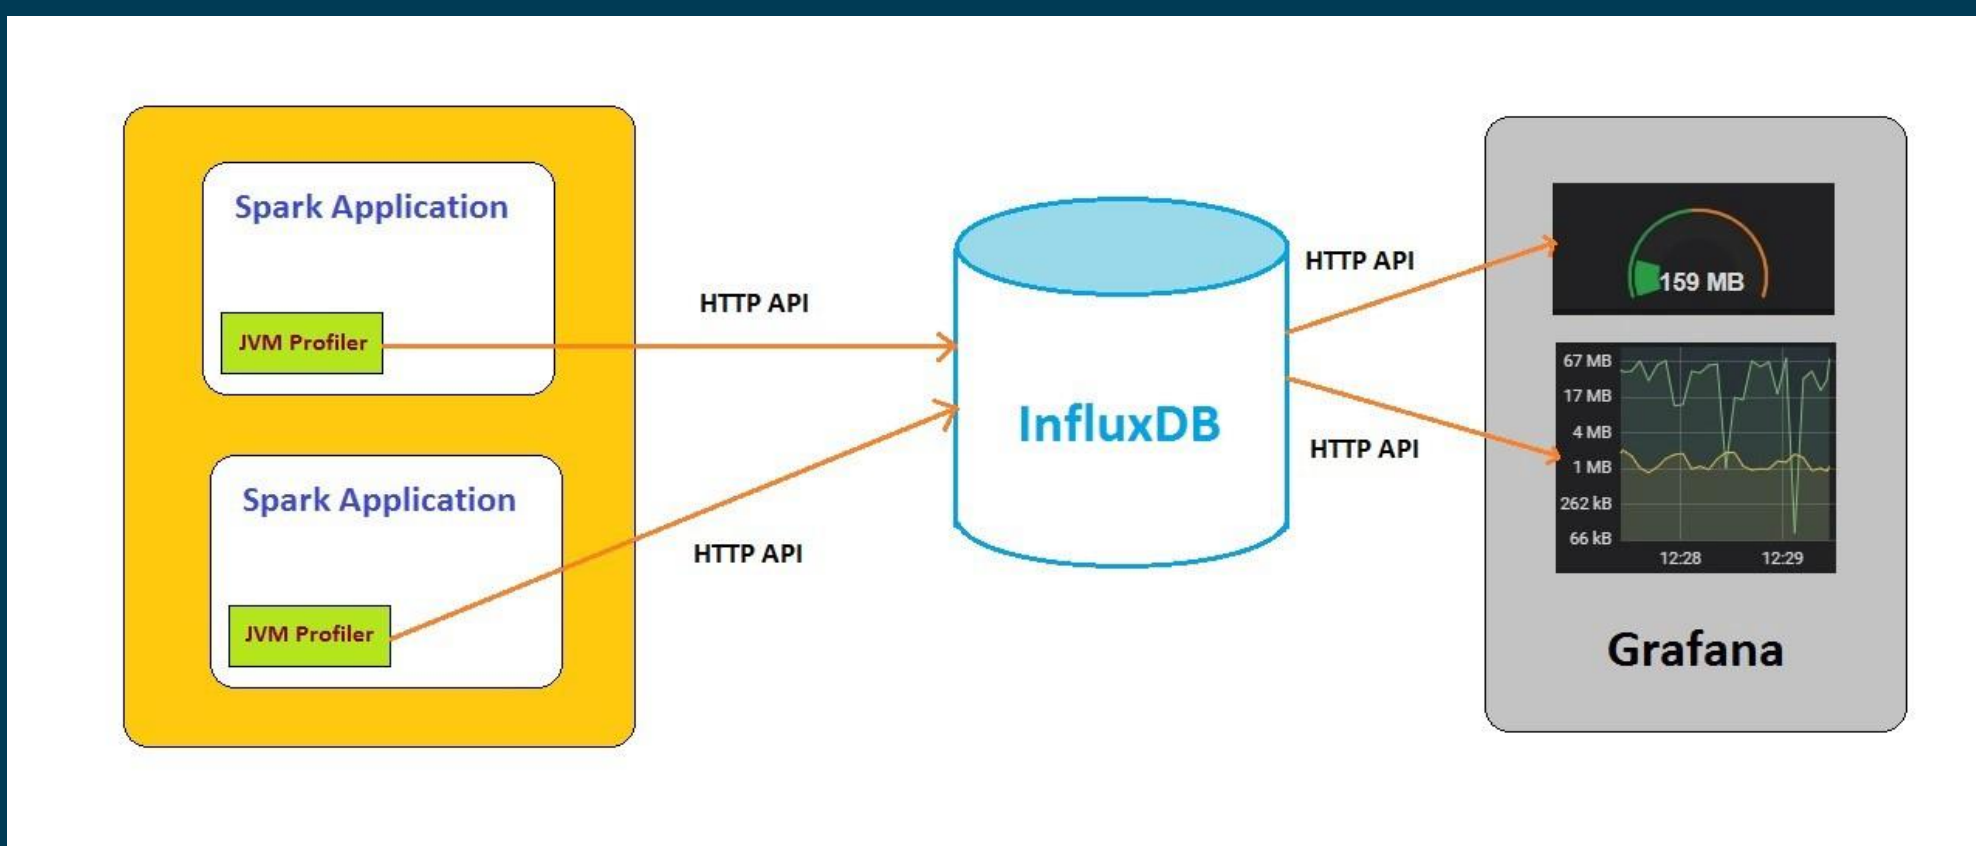 Spark Application
JVM Profiler
HTTP API
Spark Application
JVM Profiler
HTTP API
InfluxDB
HTTP API
HTTP API
159 MB
67 MB
17 MB
4 MB
1 MB
262 kB
66 kB
12:28 12:29
Grafana